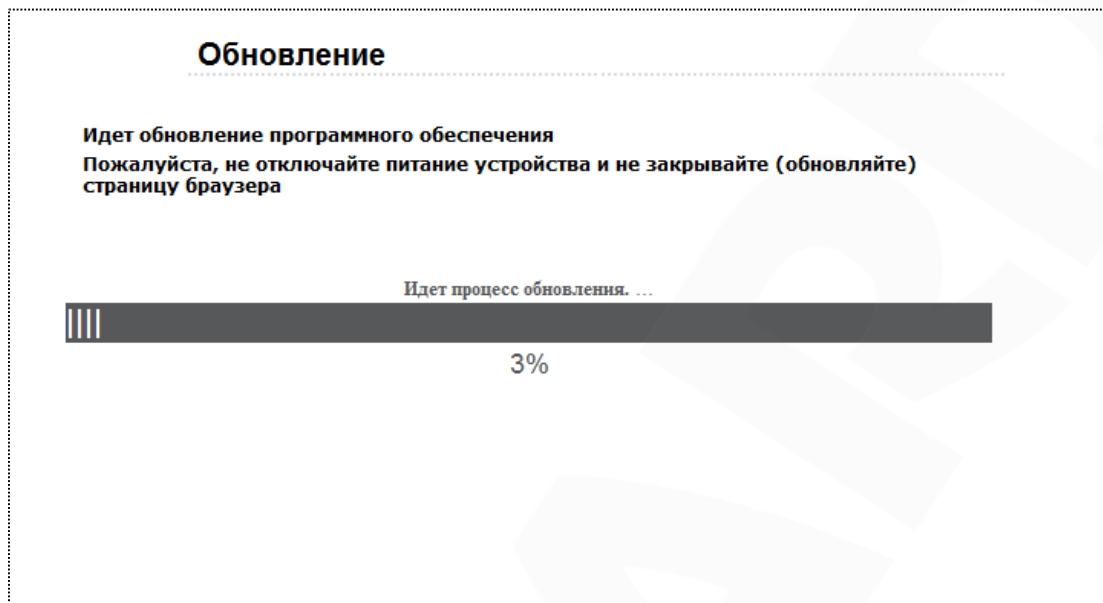 Обновление
Идет обновление программного обеспечения
Пожалуйста, не отключайте питание устройства и не закрывайте (обновляйте)
страницу браузера
Идет процесс обновления. ...
3%